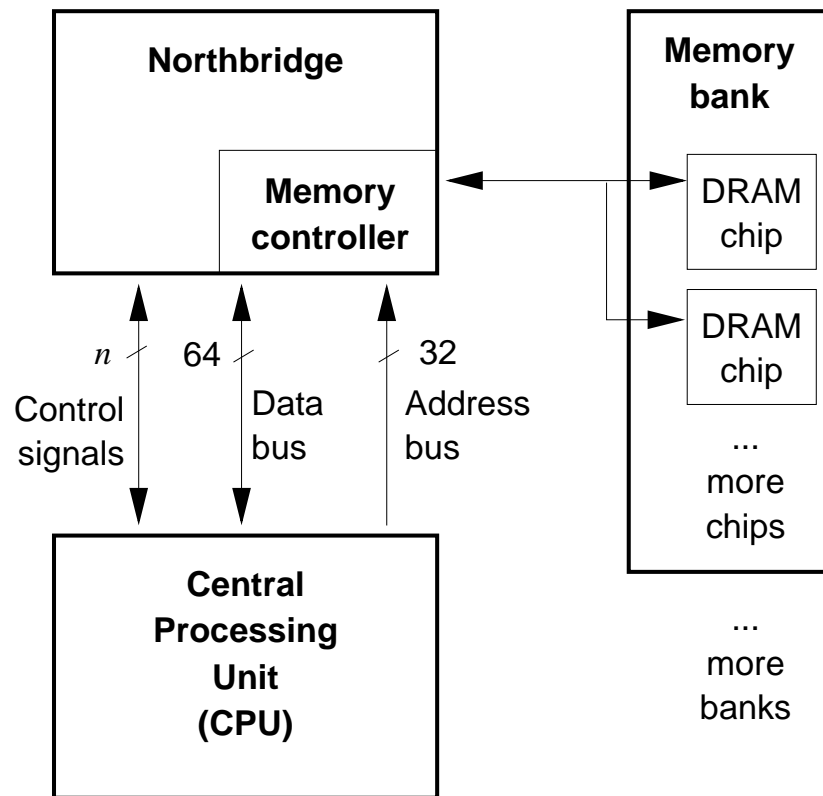 Northbridge
Memory
controller
Memory
bank
DRAM
chip
DRAM
chip
...
more
chips
...
more
banks
n
64
32
Control
signals
Data
bus
Address
bus
Central
Processing
Unit
(CPU)